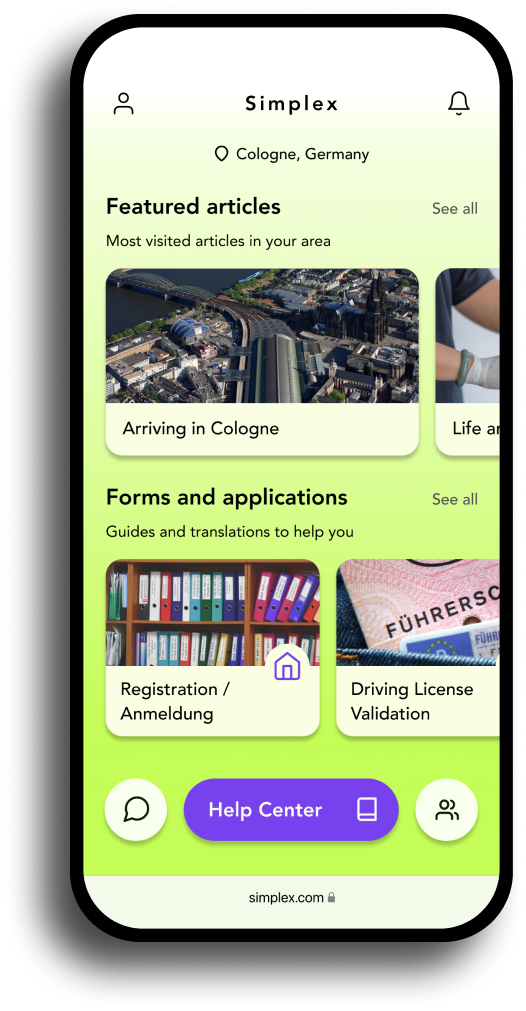 Simplex
Cologne, Germany
Featured articles
See all
Most visited articles in your area
Arriving in Cologne
Life
Forms and applications
See all
Guides and translations to help you
FÜHRERSC
FÜHR
Registration /
Anmeldung
Driving License
Validation
Help Center
simplex.com